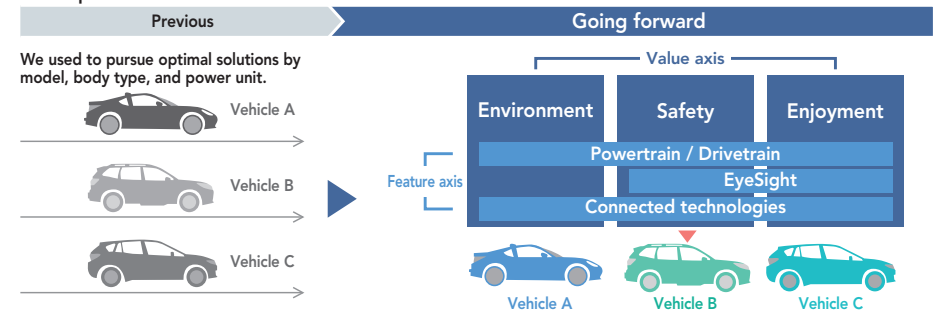 Previous
Going forward
We used to pursue optimal solutions by
model, body type, and power unit.
Vehicle A
Vehicle B
Vehicle C
Value axis
Environment
Safety
Enjoyment
Feature axis
Powertrain / Drivetrain
EyeSight
Connected technologies
Vehicle A
Vehicle B
Vehicle C